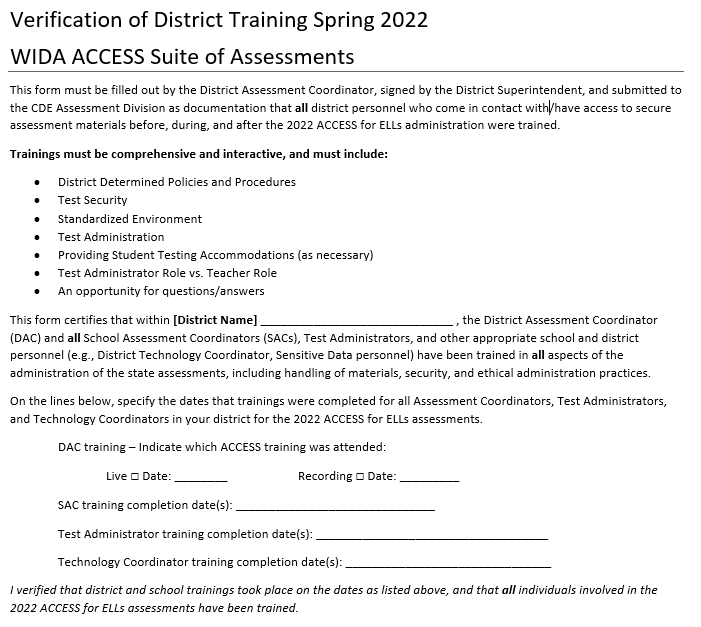 Verification of District Training Spring 2022
WIDA ACCESS Suite of Assessments
This form must be filled out by the District Assessment Coordinator, signed by the District Superintendent, and submitted to
the CDE Assessment Division as documentation that all district personnel who come in contact with/have access to secure
assessment materials before, during, and after the 2022 ACCESS for ELLs administration were trained.
Trainings must be comprehensive and interactive, and must include:
• District Determined Policies and Procedures
• Test Security
• Standardized Environment
• Test Administration
• Providing Student Testing Accommodations (as necessary)
• Test Administrator Role vs. Teacher Role
• An opportunity for questions/answers
This form certifies that within [District Name] ______________________________ , the District Assessment Coordinator
(DAC) and all School Assessment Coordinators (SACs), Test Administrators, and other appropriate school and district
personnel (e.g., District Technology Coordinator, Sensitive Data personnel) have been trained in all aspects of the
administration of the state assessments, including handling of materials, security, and ethical administration practices.
On the lines below, specify the dates that trainings were completed for all Assessment Coordinators, Test Administrators,
and Technology Coordinators in your district for the 2022 ACCESS for ELLs assessments.
DAC training – Indicate which ACCESS training was attended:
Live □ Date: ________ Recording □ Date: _________
SAC training completion date(s): _______________________________
Test Administrator training completion date(s): ____________________________________
Technology Coordinator training completion date(s): ________________________________
I verified that district and school trainings took place on the dates as listed above, and that all individuals involved in the
2022 ACCESS for ELLs assessments have been trained.